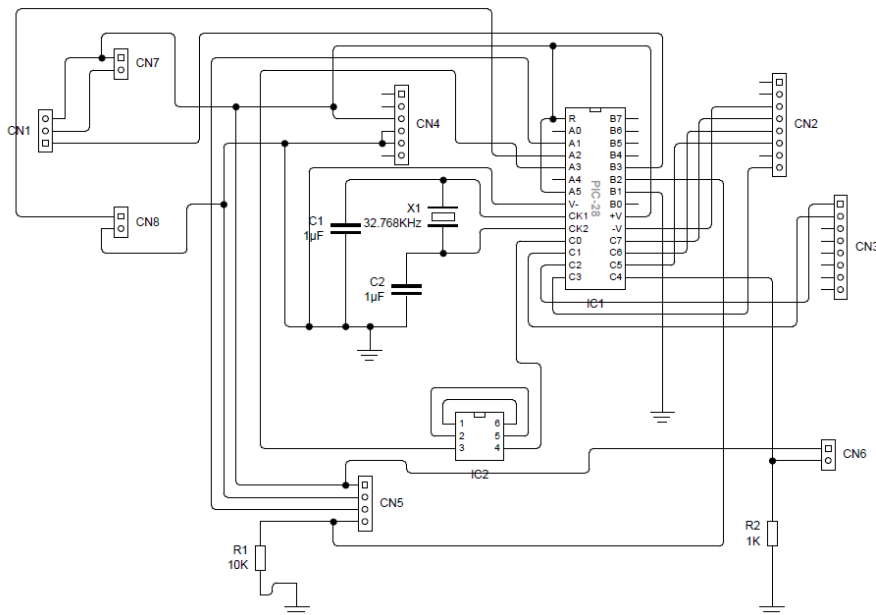 CN7
CN1
CN4
CN2
CN8
CN3
R
A0
A1
A2
A3
A4
A5
V-
CK1
CK2
C0
C1
C2
C3
PIC-28
B7
B6
B5
B4
B3
B2
B1
B0
+V
-V
C7
C6
C5
C4
IC1
C1
1µF
X1
32.768KHz
C2
1µF
1
2
3
6
5
4
IC2
CN6
CN5
R1
10K
R2
1K